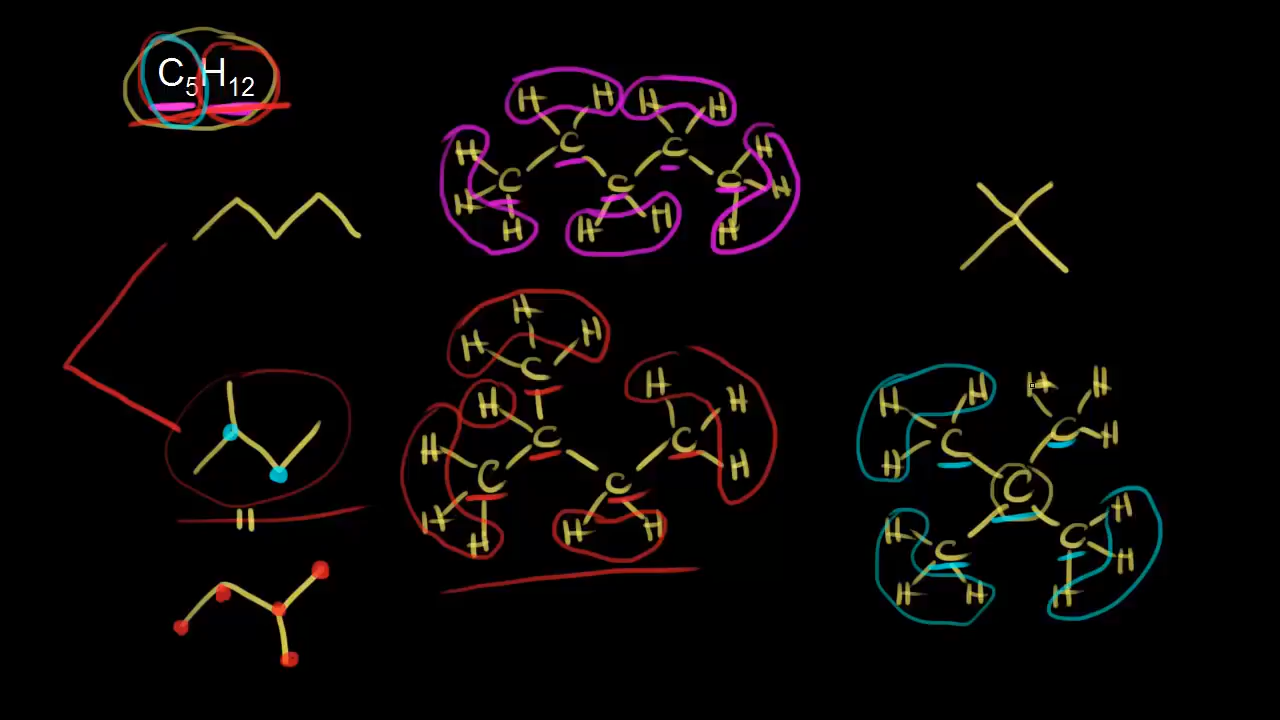 C5H12
H H H H
H C C H
H C C C H
H H H H H
H
H H
C
H H H
H C C
C C H
H H H H
H H H H
C C H
H C
H C H
C H
H H H